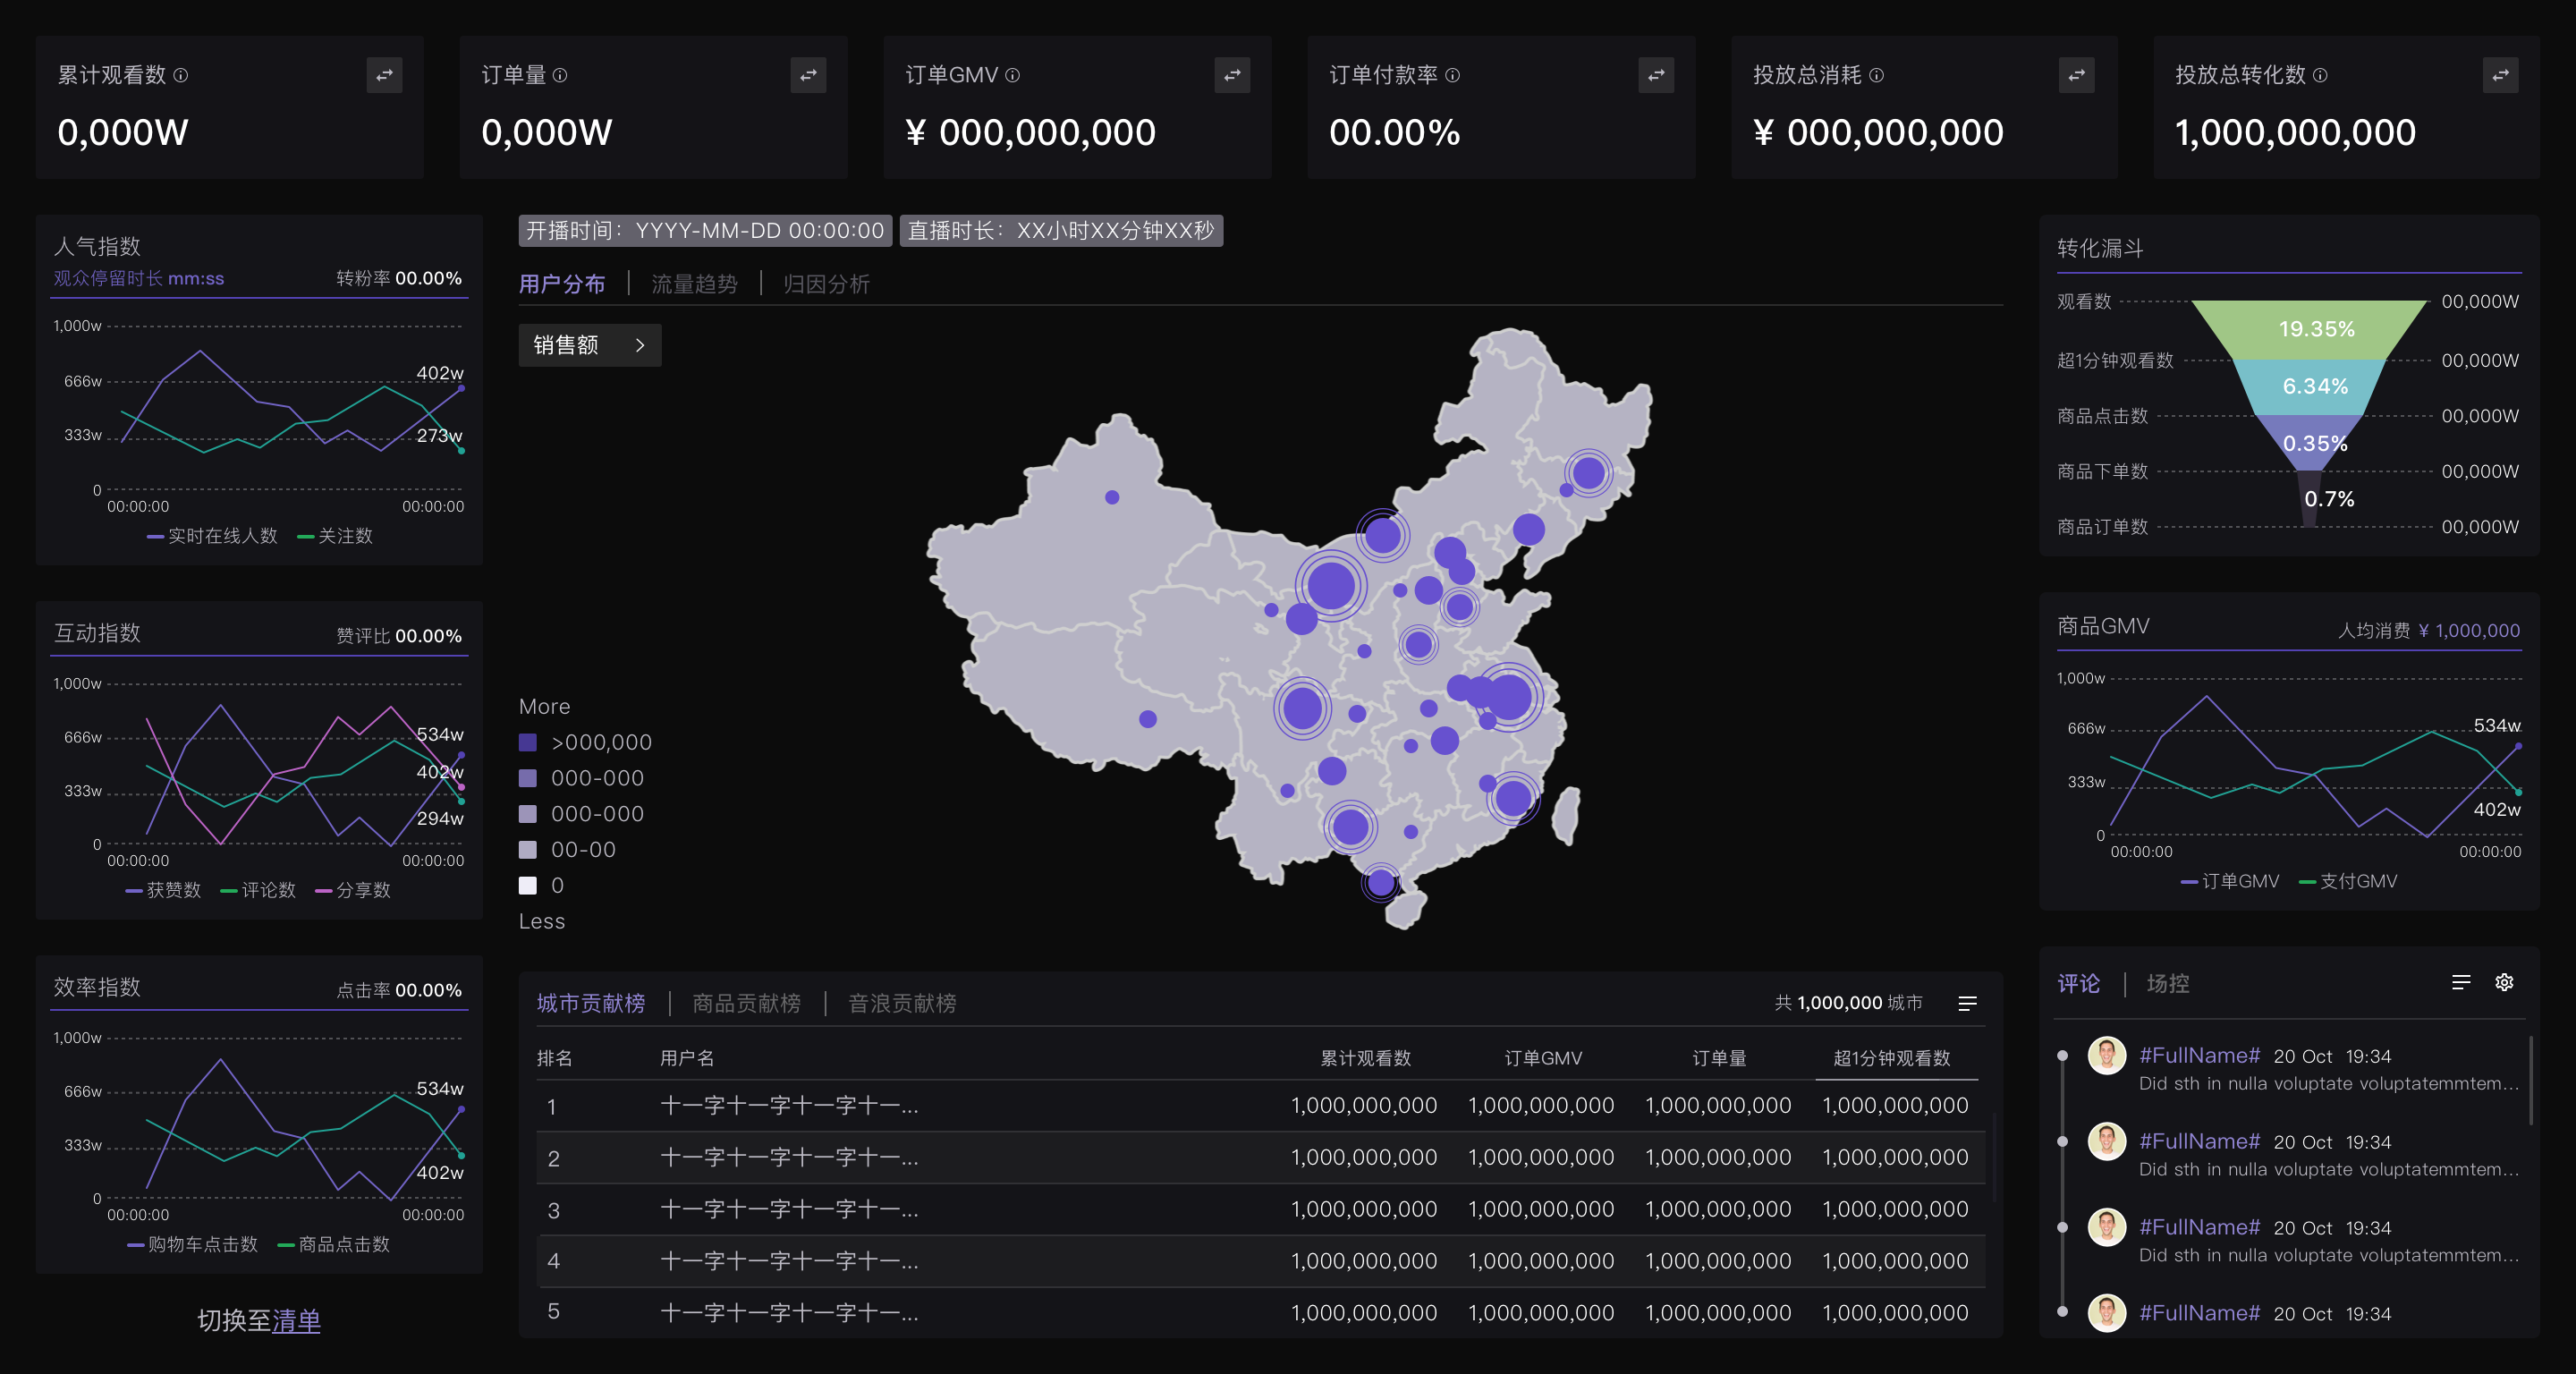 累计观看数
0,000W
订单量
0,000W
订单GMV
¥ 000,000,000
订单付款率
00.00%
投放总消耗
¥ 000,000,000
投放总转化数
1,000,000,000
人气指数
观众停留时长 mm:ss 转粉率 00.00%
1,000w
666w
333w
0
402w
273w
00:00:00 00:00:00
实时在线人数 关注数
互动指数 赞评比 00.00%
1,000w
666w
333w
0
534w
402w
294w
00:00:00 00:00:00
获赞数 评论数 分享数
效率指数 点击率 00.00%
1,000w
666w
333w
0
534w
402w
00:00:00 00:00:00
购物车点击数 商品点击数
切换至清单
开播时间：YYYY-MM-DD 00:00:00 直播时长：XX小时XX分钟XX秒
用户分布 流量趋势 归因分析
销售额
More
>000,000
000-000
000-000
00-00
0
Less
城市贡献榜 商品贡献榜 音浪贡献榜 共 1,000,000 城市
排名 用户名 累计观看数 订单GMV 订单量 超1分钟观看数
1 十一字十一字十一字十一... 1,000,000,000 1,000,000,000 1,000,000,000 1,000,000,000
2 十一字十一字十一字十一... 1,000,000,000 1,000,000,000 1,000,000,000 1,000,000,000
3 十一字十一字十一字十一... 1,000,000,000 1,000,000,000 1,000,000,000 1,000,000,000
4 十一字十一字十一字十一... 1,000,000,000 1,000,000,000 1,000,000,000 1,000,000,000
5 十一字十一字十一字十一... 1,000,000,000 1,000,000,000 1,000,000,000 1,000,000,000
转化漏斗
观看数 00,000W
19.35%
超1分钟观看数 00,000W
6.34%
商品点击数 00,000W
0.35%
商品下单数 00,000W
0.7%
商品订单数 00,000W
商品GMV 人均消费 ¥ 1,000,000
1,000w
666w
333w
0
534w
402w
00:00:00 00:00:00
订单GMV 支付GMV
评论 场控
#FullName# 20 Oct 19:34
Did sth in nulla voluptate voluptatemmtem...
#FullName# 20 Oct 19:34
Did sth in nulla voluptate voluptatemmtem...
#FullName# 20 Oct 19:34
Did sth in nulla voluptate voluptatemmtem...
#FullName# 20 Oct 19:34